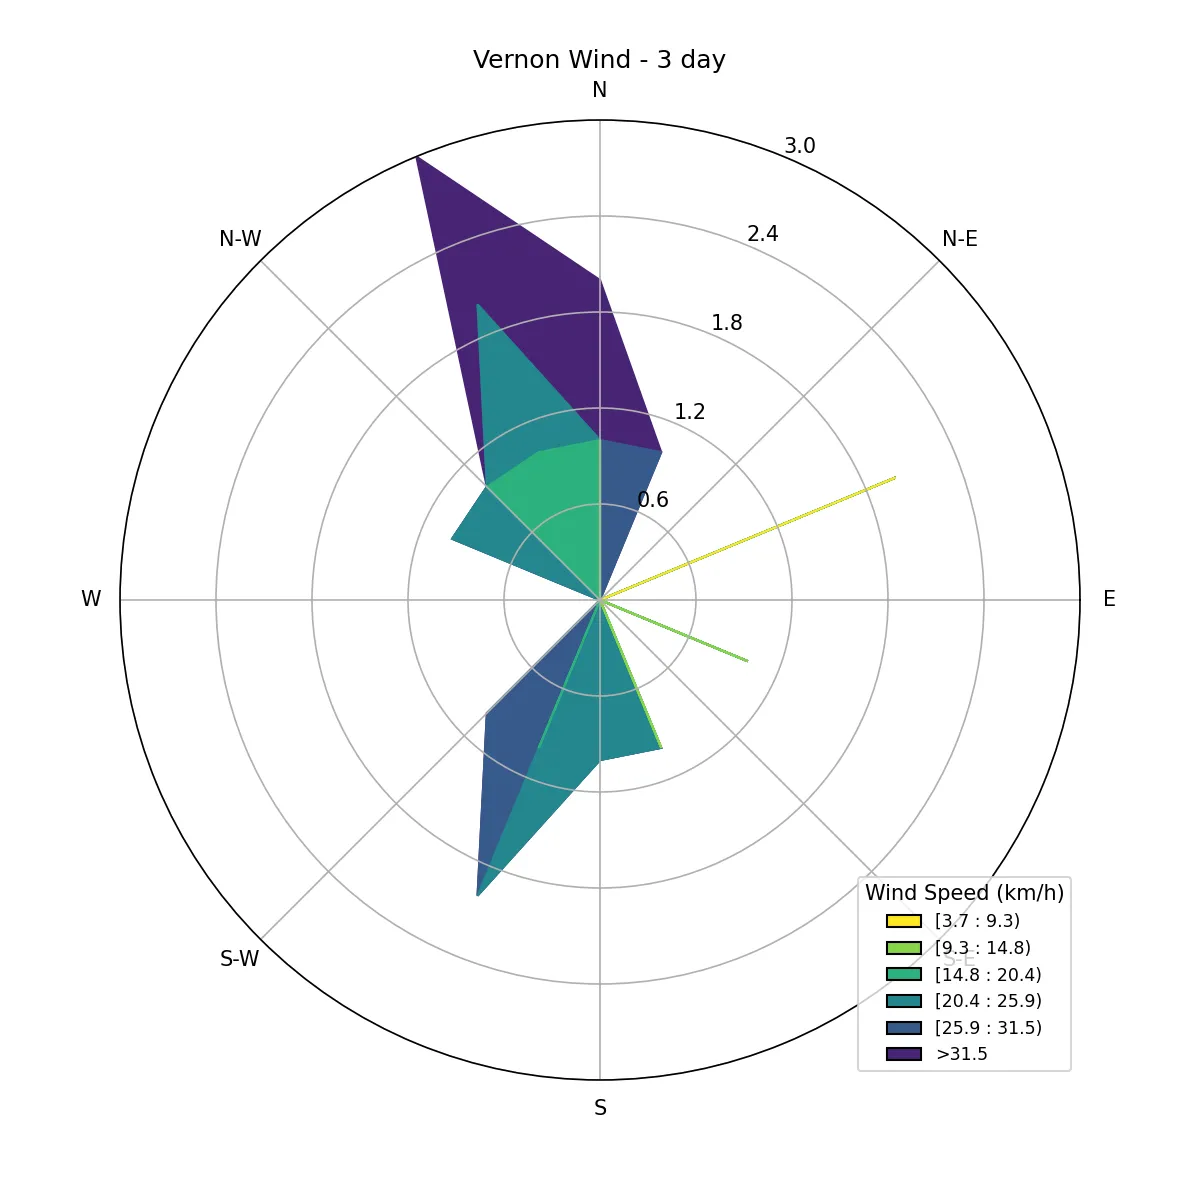 Vernon Wind - 3 day
N
3.0
N-W
2.4
N-E
1.8
1.2
0.6
W
E
S-W
S-E
S
Wind Speed (km/h)
[3.7 : 9.3)
[9.3 : 14.8)
[14.8 : 20.4)
[20.4 : 25.9)
[25.9 : 31.5)
>31.5